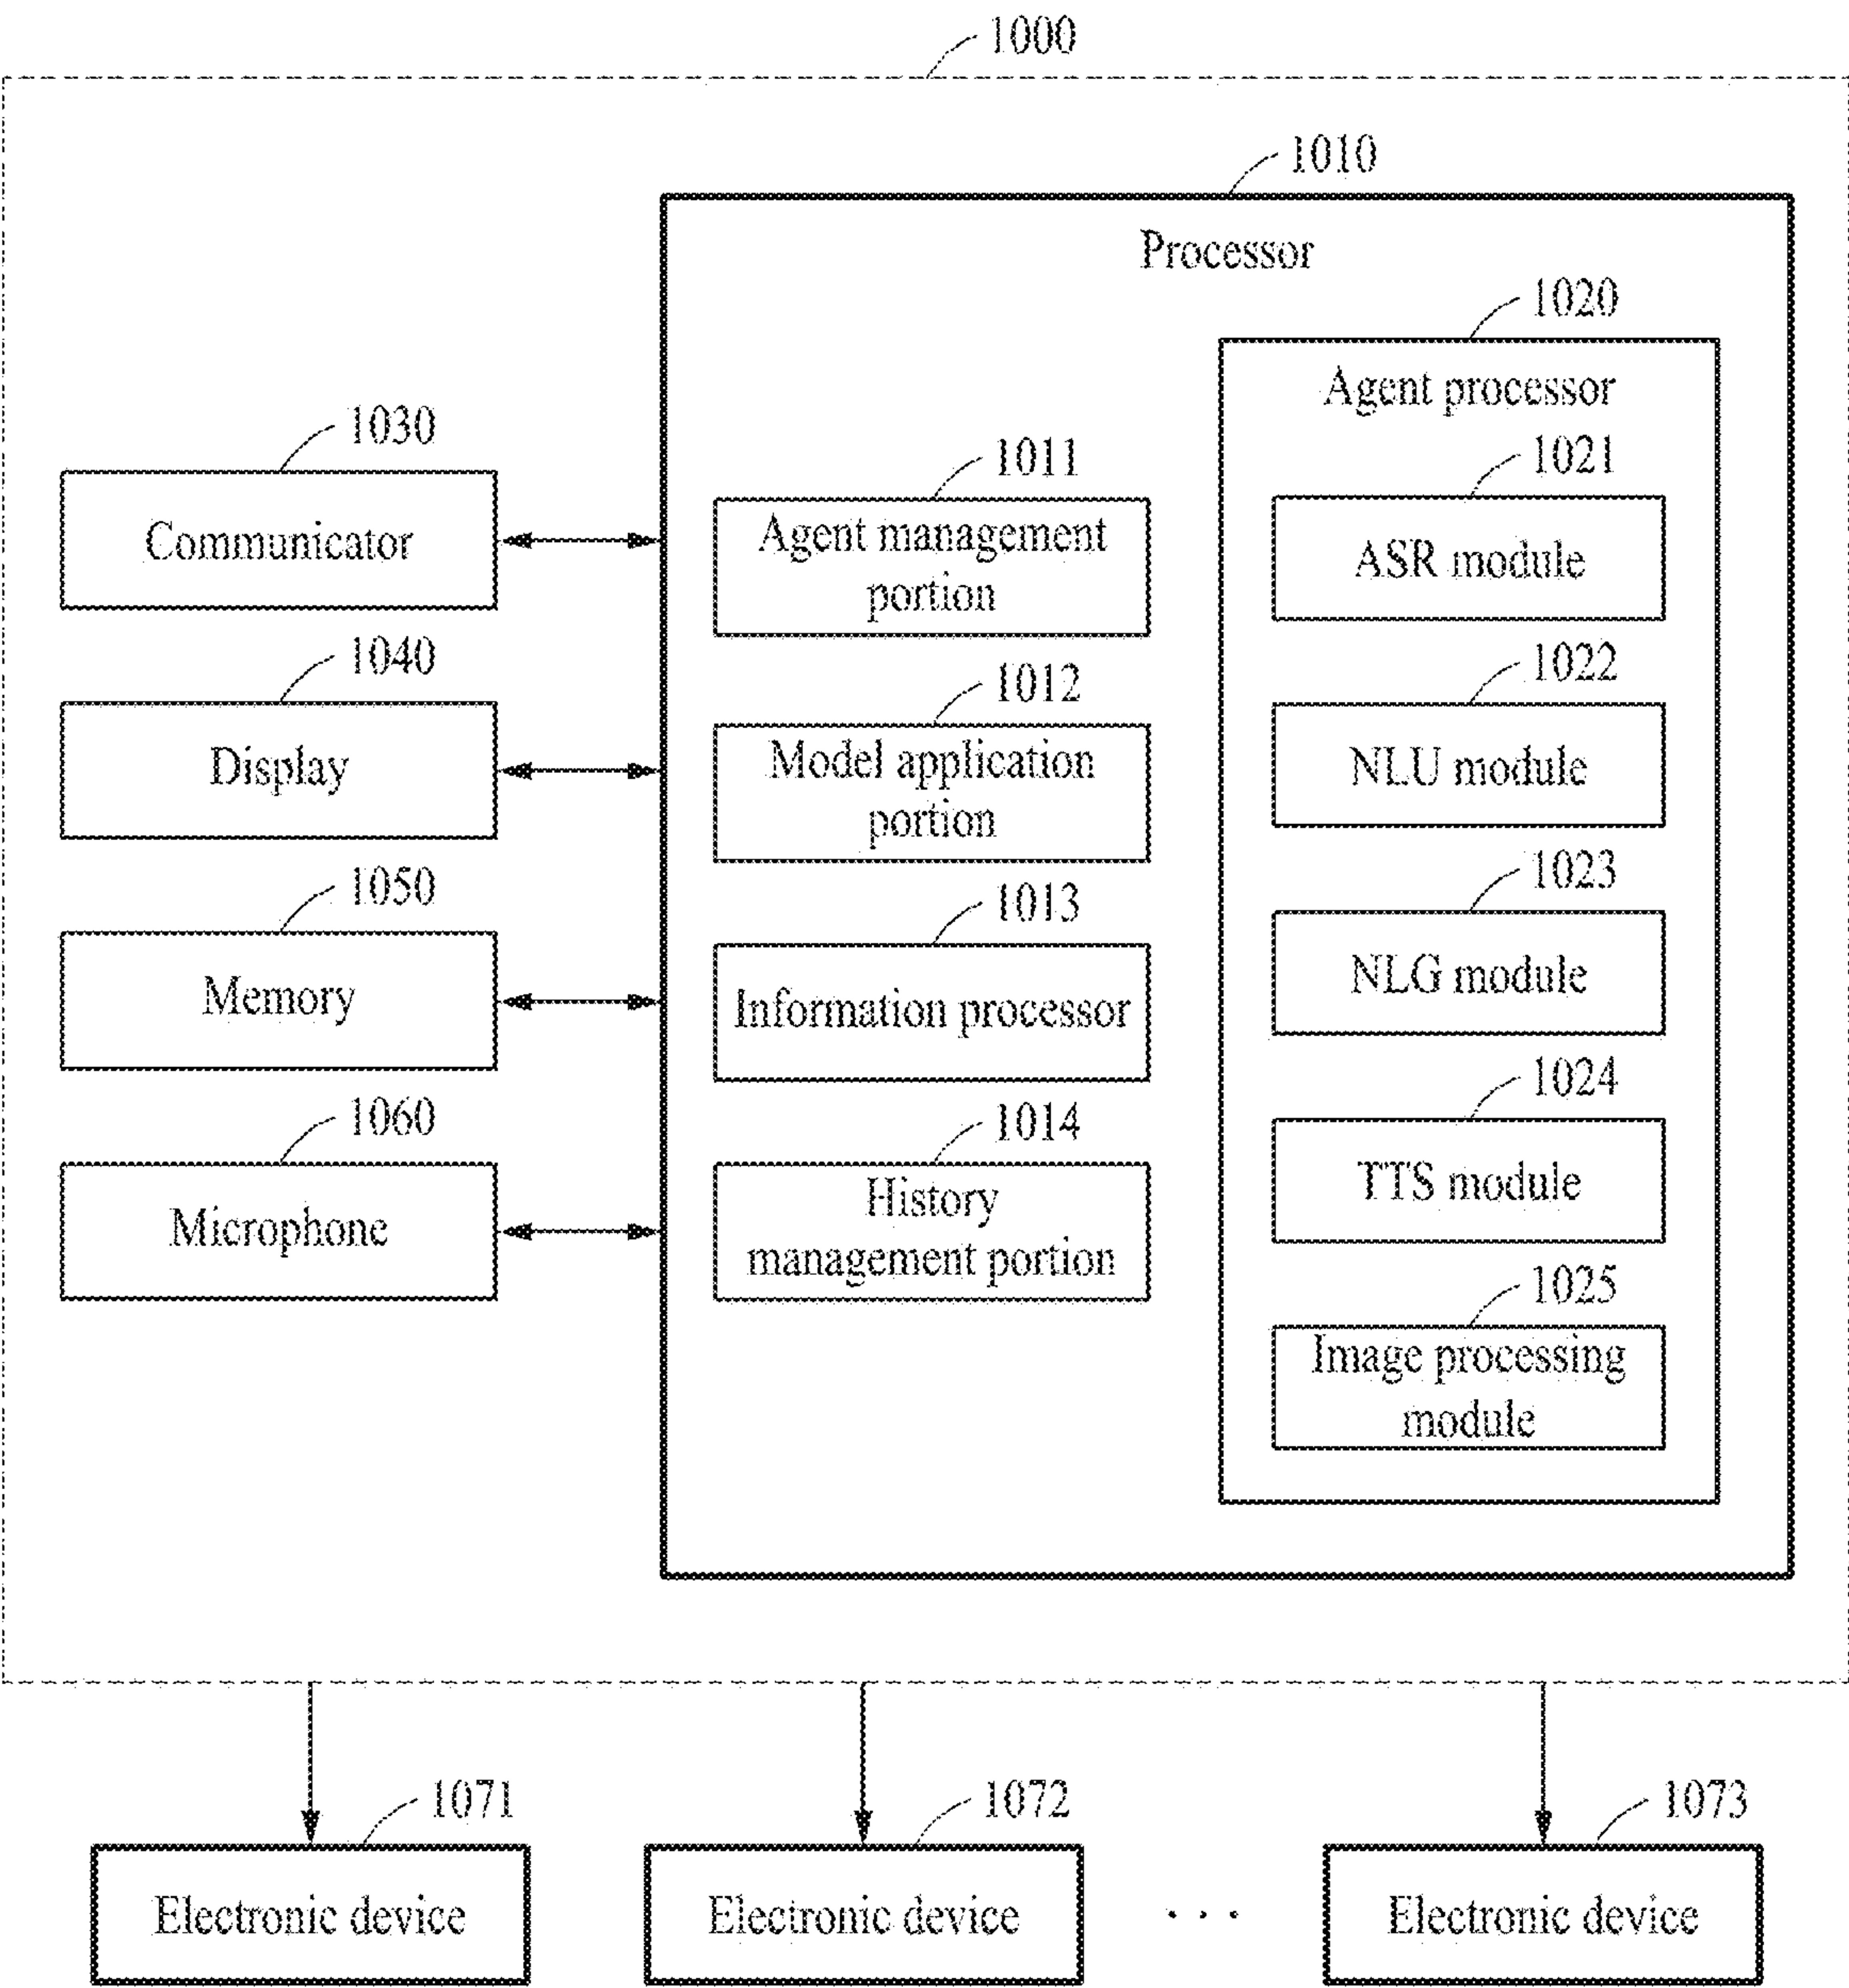 1000
1010
Processor
1020
Agent processor
1030
Communicator
1040
Display
1050
Memory
1060
Microphone
1011
Agent management
portion
1012
Model application
portion
1013
Information processor
1014
History
management portion
1021
ASR module
1022
NLU module
1023
NLG module
1024
TTS module
1025
Image processing
module
1071
Electronic device
1072
Electronic device
. . .
1073
Electronic device